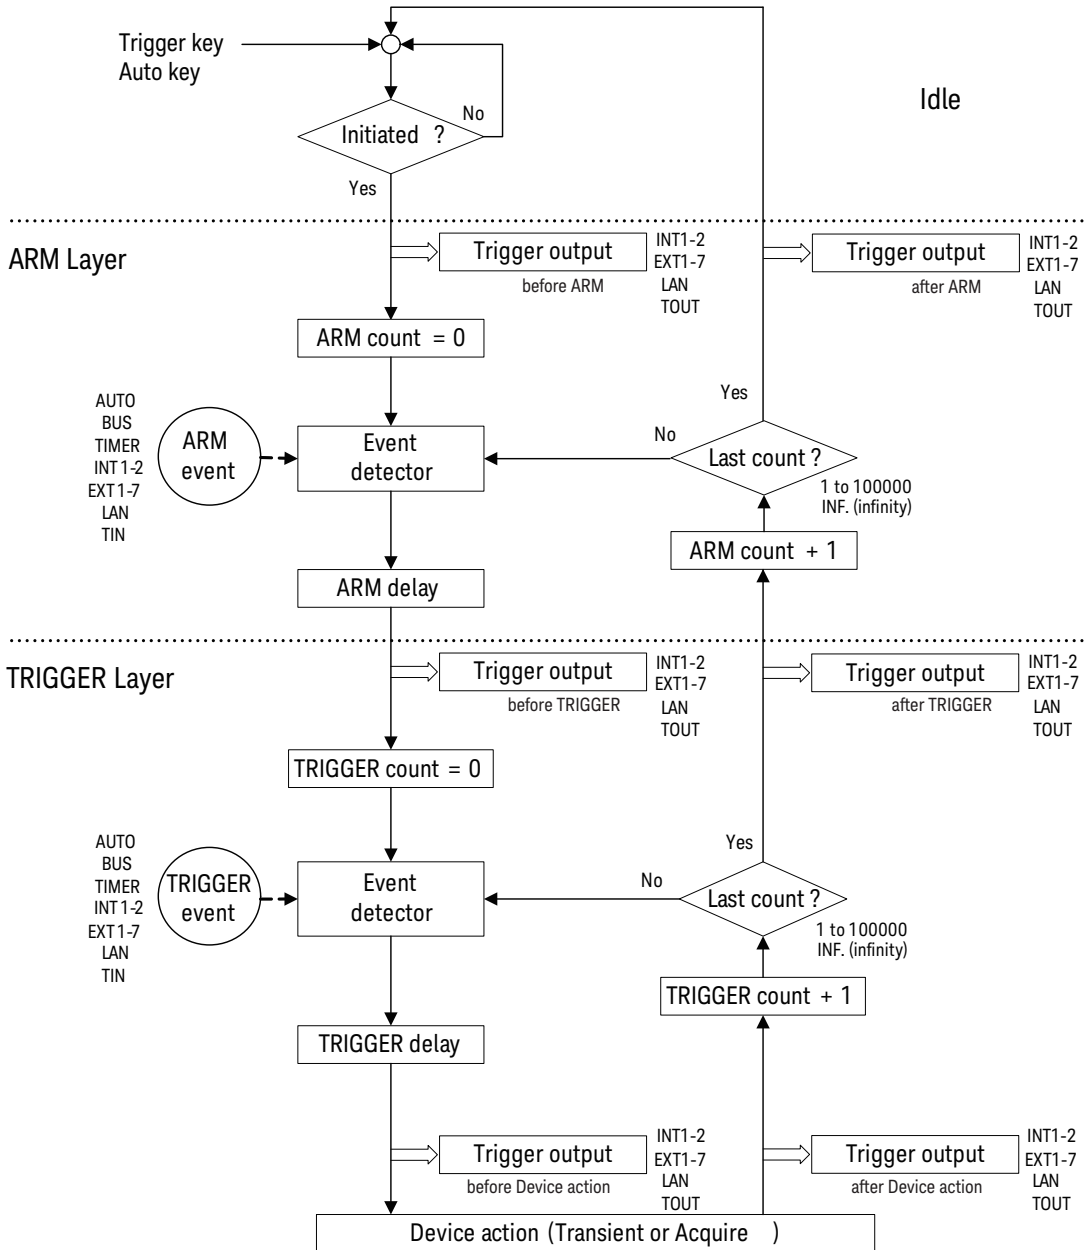 Trigger key
Auto key
Idle
No
Initiated ?
Yes
ARM Layer
Trigger output
before ARM
INT1-2
EXT1-7
LAN
TOUT
Trigger output
after ARM
INT1-2
EXT1-7
LAN
TOUT
ARM count = 0
AUTO
BUS
TIMER
INT1-2
EXT1-7
LAN
TIN
ARM
event
Event
detector
Yes
No
Last count ?
1 to 100000
INF. (infinity)
ARM count + 1
ARM delay
TRIGGER Layer
Trigger output
before TRIGGER
INT1-2
EXT1-7
LAN
TOUT
Trigger output
after TRIGGER
INT1-2
EXT1-7
LAN
TOUT
TRIGGER count = 0
AUTO
BUS
TIMER
INT1-2
EXT1-7
LAN
TIN
TRIGGER
event
Event
detector
Yes
No
Last count ?
1 to 100000
INF. (infinity)
TRIGGER count + 1
TRIGGER delay
Trigger output
before Device action
INT1-2
EXT1-7
LAN
TOUT
Trigger output
after Device action
INT1-2
EXT1-7
LAN
TOUT
Device action (Transient or Acquire )